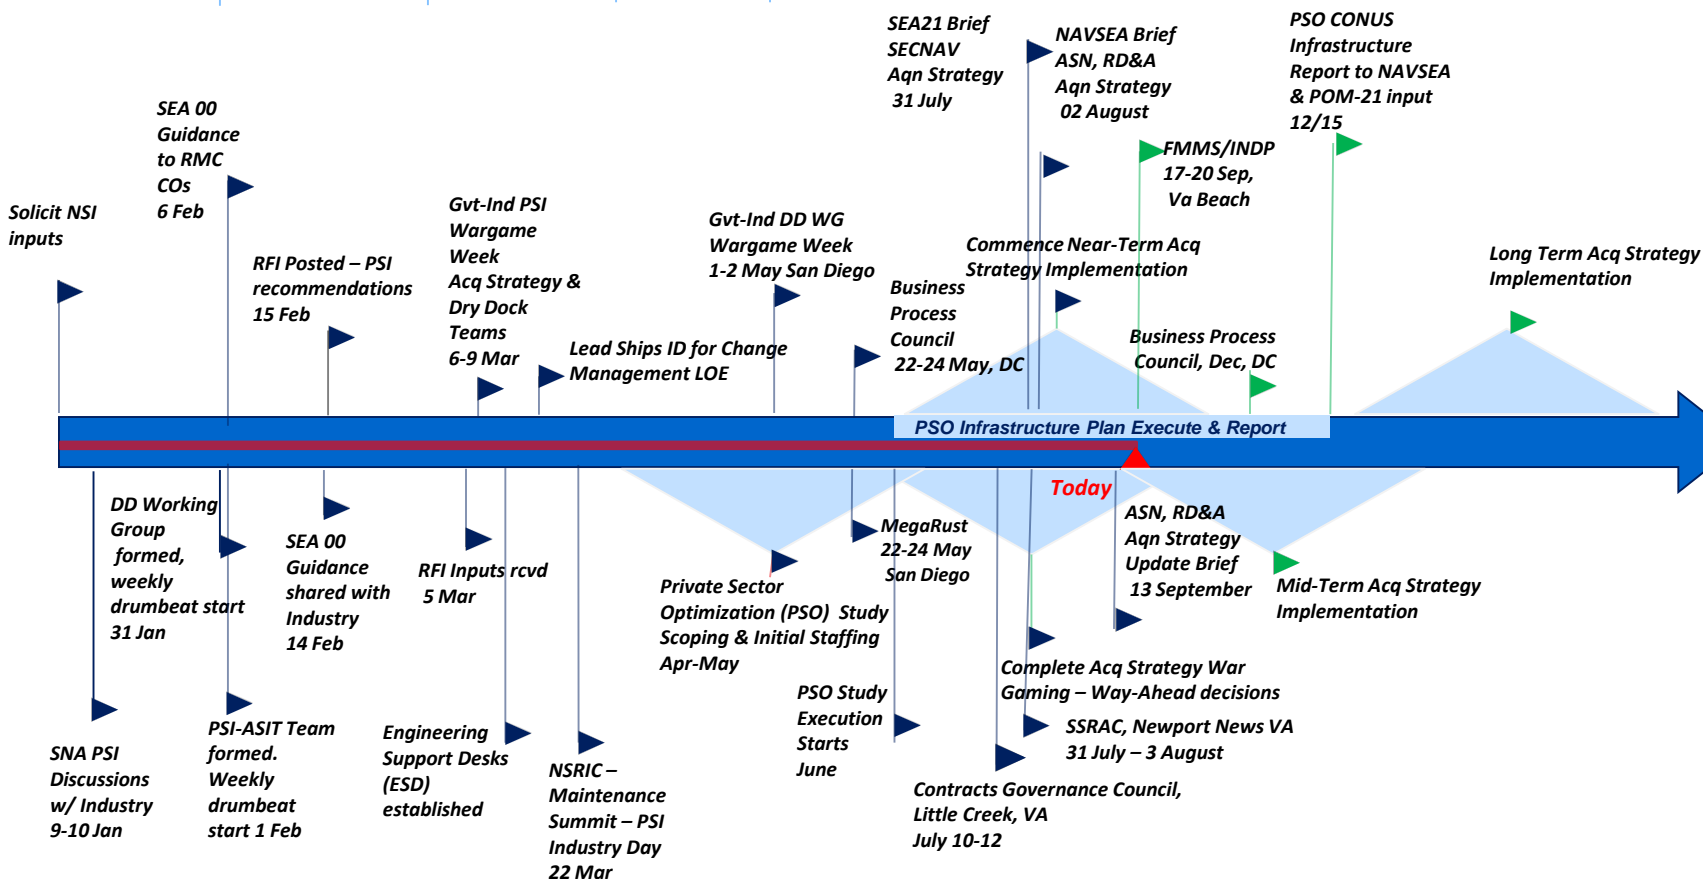 SEA21 Brief
SECNAV
Aqn Strategy
31 July
NAVSEA Brief
ASN, RD&A
Aqn Strategy
02 August
PSO CONUS
Infrastructure
Report to NAVSEA
& POM-21 input
12/15
SEA 00
Guidance
to RMC
COs
6 Feb
FMMS/INDP
17-20 Sep,
Va Beach
Solicit NSI
inputs
Gvt-Ind PSI
Wargame
Week
Acq Strategy &
Dry Dock
Teams
6-9 Mar
Gvt-Ind DD WG
Wargame Week
1-2 May San Diego
RFI Posted – PSI
recommendations
15 Feb
Commence Near-Term Acq
Strategy Implementation
Long Term Acq Strategy
Implementation
Business
Process
Council
22-24 May, DC
Lead Ships ID for Change
Management LOE
Business Process
Council, Dec, DC
PSO Infrastructure Plan Execute & Report
Today
DD Working
Group
formed,
weekly
drumbeat start
31 Jan
SEA 00
Guidance
shared with
Industry
14 Feb
RFI Inputs rcvd
5 Mar
MegaRust
22-24 May
San Diego
ASN, RD&A
Aqn Strategy
Update Brief
13 September
Private Sector
Optimization (PSO) Study
Scoping & Initial Staffing
Apr-May
Mid-Term Acq Strategy
Implementation
Complete Acq Strategy War
Gaming – Way-Ahead decisions
PSO Study
Execution
Starts
June
SSRAC, Newport News VA
31 July – 3 August
SNA PSI
Discussions
w/ Industry
9-10 Jan
PSI-ASIT Team
formed.
Weekly
drumbeat
start 1 Feb
Engineering
Support Desks
(ESD)
established
NSRIC –
Maintenance
Summit – PSI
Industry Day
22 Mar
Contracts Governance Council,
Little Creek, VA
July 10-12